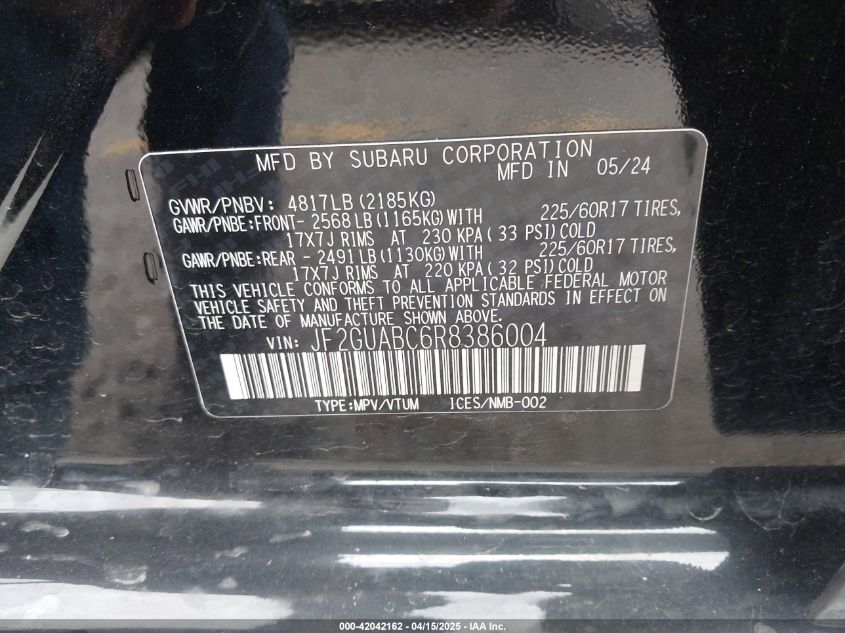 MFD BY SUBARU CORPORATION
MFD IN 05/24
GVWR/PNBV: 4817LB (2185KG)
GAWR/PNBE:FRONT- 2568 LB (1165KG) WITH 225/60R17 TIRES,
17X7J RIMS AT 230 KPA ( 33 PSI) COLD
GAWR/PNBE:REAR - 2491 LB (1130KG) WITH 225/60R17 TIRES,
17X7J RIMS AT 220 KPA ( 32 PSI) COLD
THIS VEHICLE CONFORMS TO ALL APPLICABLE FEDERAL MOTOR
VEHICLE SAFETY AND THEFT PREVENTION STANDARDS IN EFFECT ON
THE DATE OF MANUFACTURE SHOWN ABOVE.
VIN: JF2GUABC6R8386004
TYPE:MPV/VTUM ICES/NMB-002
000-42042162 - 04/15/2025 - IAA Inc.